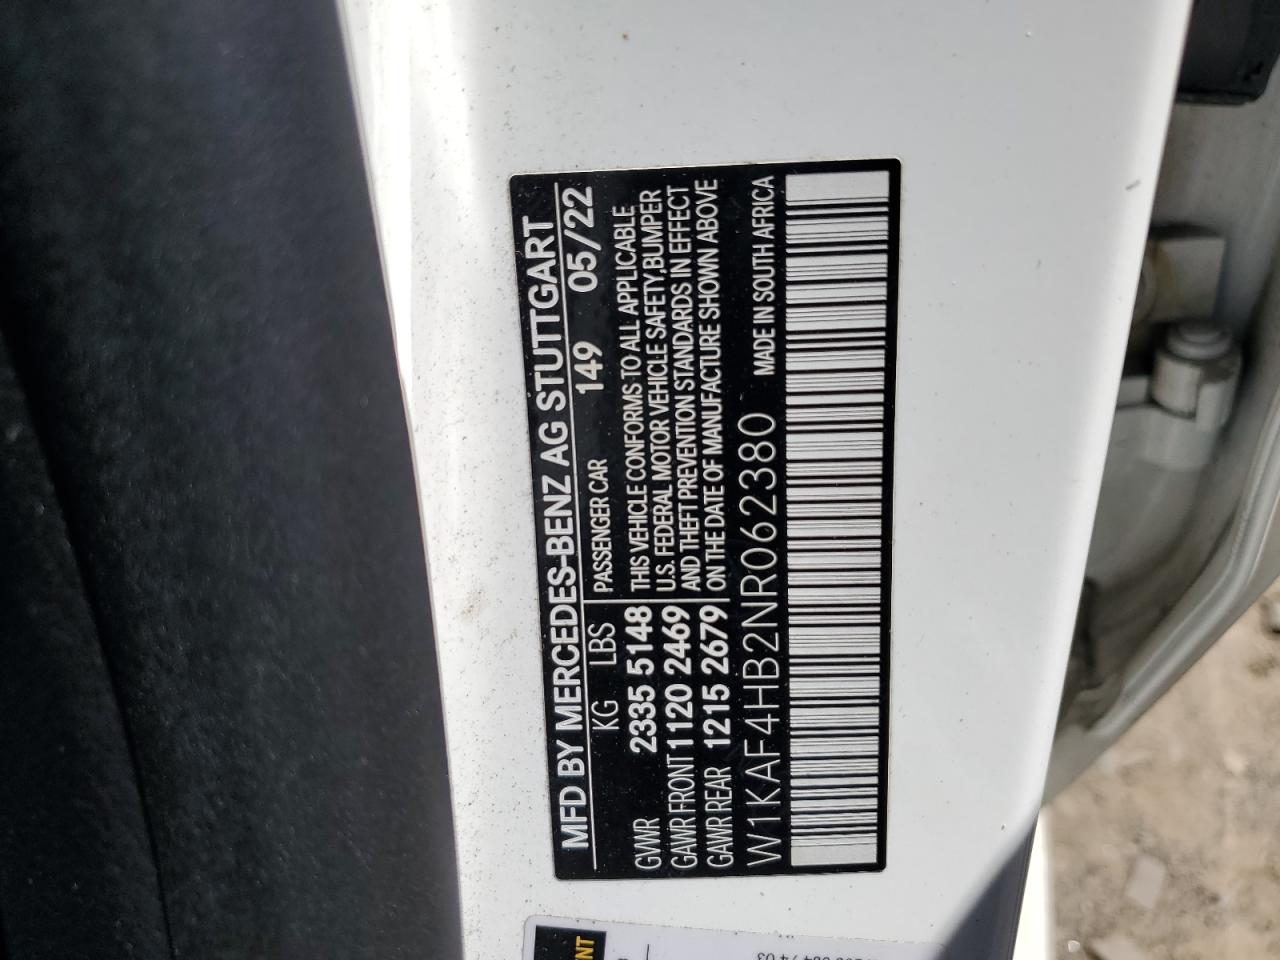 MFD BY MERCEDES-BENZ AG STUTTGART
KG LBS PASSENGER CAR 149 05/22
GVWR 2335 5148 THIS VEHICLE CONFORMS TO ALL APPLICABLE
GAWR FRONT 1120 2469 U.S. FEDERAL MOTOR VEHICLE SAFETY, BUMPER
AND THEFT PREVENTION STANDARDS IN EFFECT
GAWR REAR 1215 2679 ON THE DATE OF MANUFACTURE SHOWN ABOVE
W1KAF4HB2NR062380 MADE IN SOUTH AFRICA